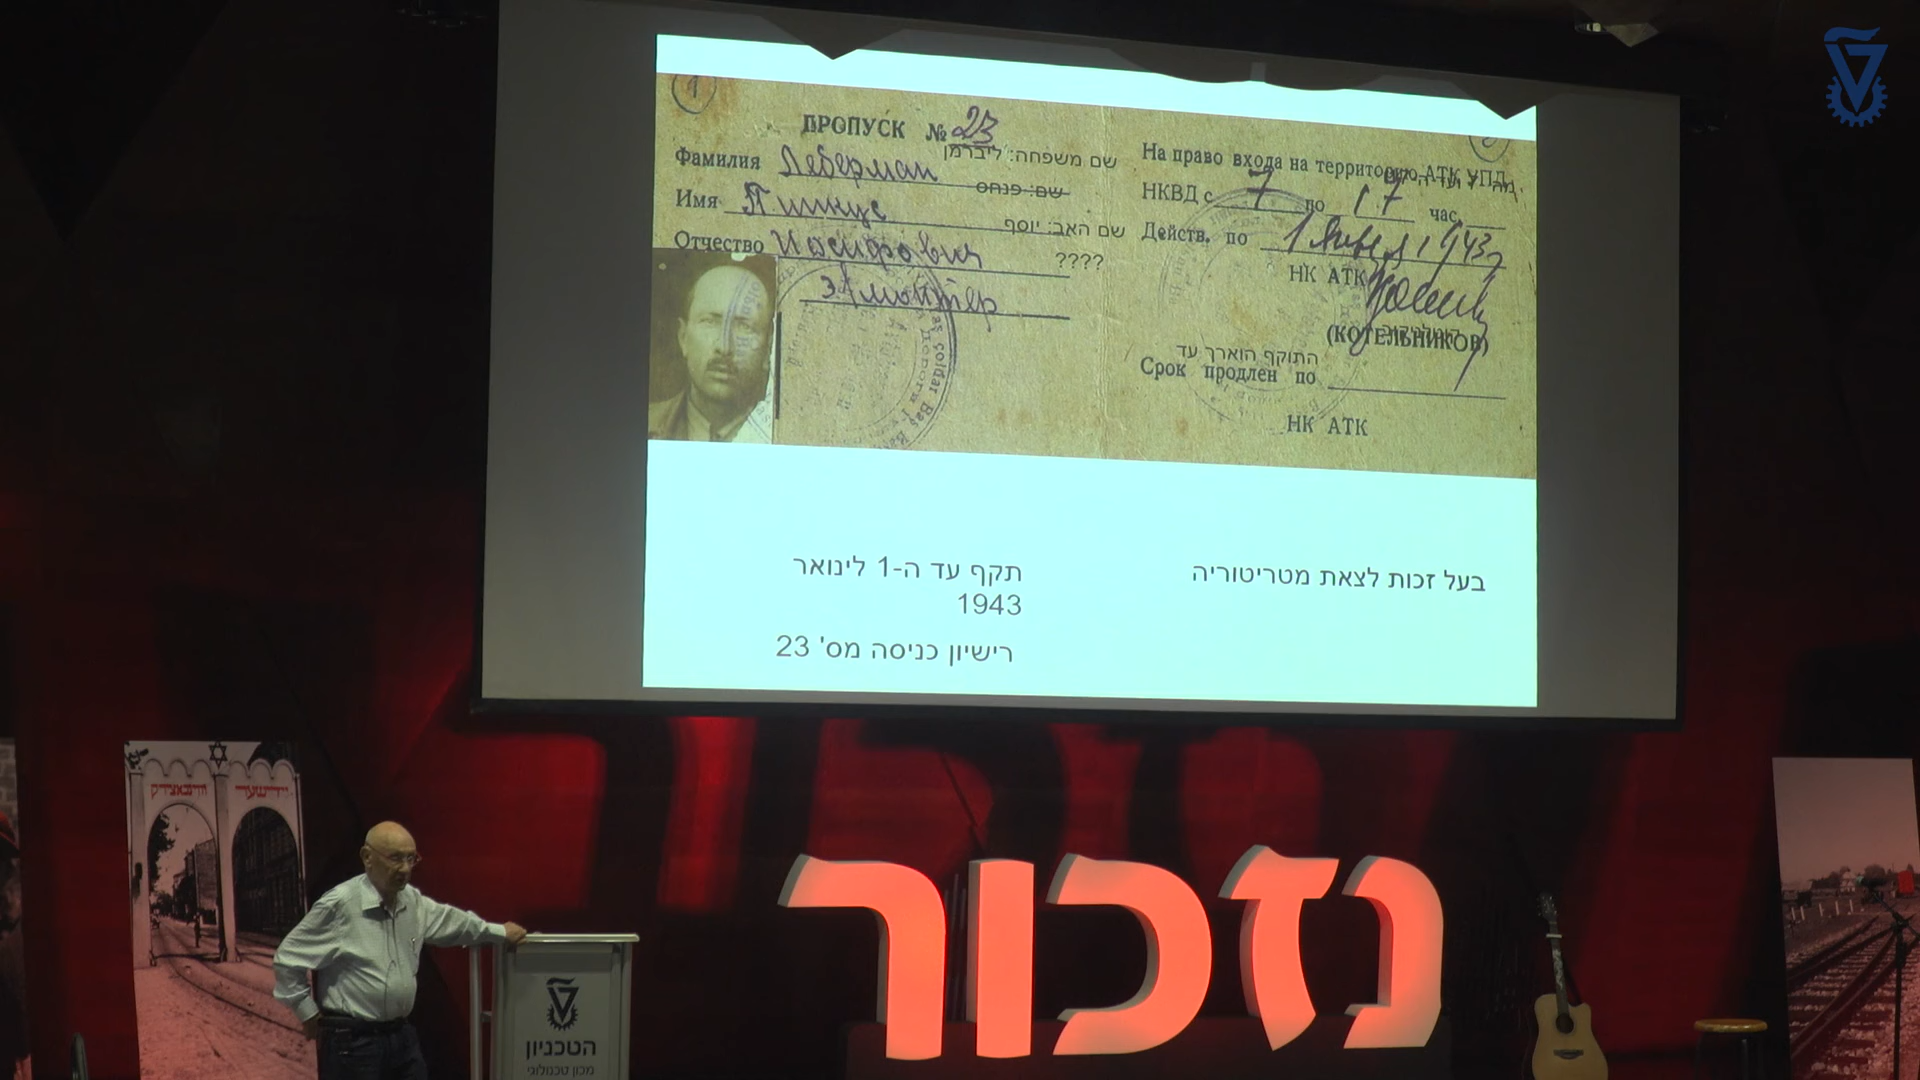 ПРОПУСК № 23
שם משפחה: ליברמן
Фамилия Леберман
שם: פנחס
Имя Пинкус
שם האב: יוסף
Отчество Иосифович
????
На право входа на территорию АТК УПД
НКВД с 7 по 17 час.
Действ. по 1 Января 1943
НК АТК
(КОТЕЛЬНИКОВ)
התוקף הוארך עד
Срок продлен по
НК АТК
בעל זכות לצאת מטריטוריה
תקף עד ה-1 לינואר
1943
רישיון כניסה מס' 23
נזכור
הטכניון
מכון טכנולוגי